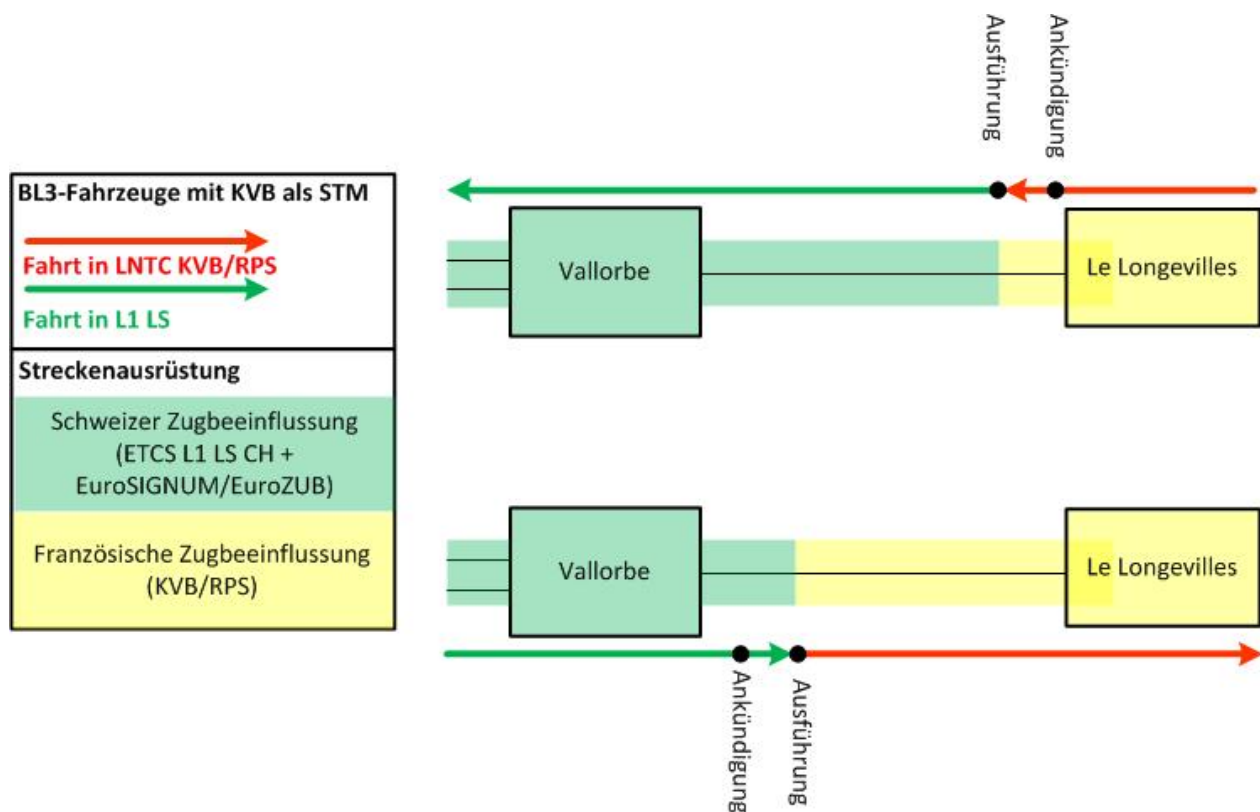 Ausführung
Ankündigung
BL3-Fahrzeuge mit KVB als STM
Fahrt in LNTC KVB/RPS
Fahrt in L1 LS
Streckenausrüstung
Schweizer Zugbeeinflussung
(ETCS L1 LS CH +
EuroSIGNUM/EuroZUB)
Französische Zugbeeinflussung
(KVB/RPS)
Vallorbe
Le Longevilles
Vallorbe
Le Longevilles
Ankündigung
Ausführung